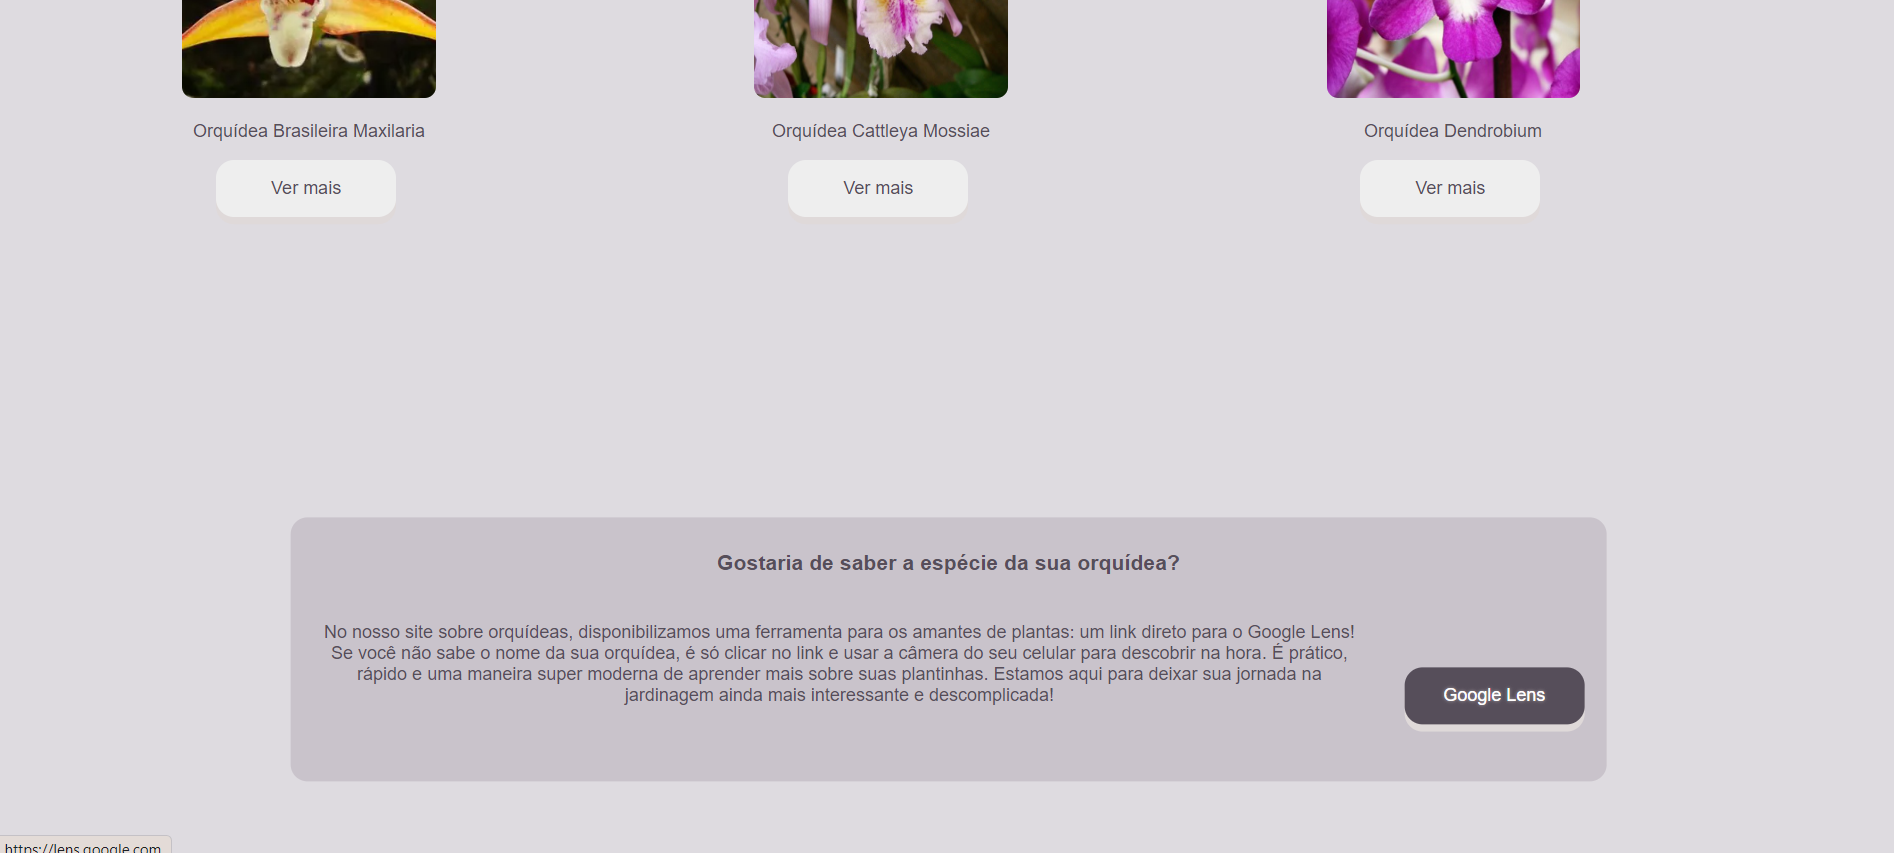 Orquídea Brasileira Maxilaria
Orquídea Cattleya Mossiae
Orquídea Dendrobium
Ver mais
Ver mais
Ver mais
Gostaria de saber a espécie da sua orquídea?
No nosso site sobre orquídeas, disponibilizamos uma ferramenta para os amantes de plantas: um link direto para o Google Lens!
Se você não sabe o nome da sua orquídea, é só clicar no link e usar a câmera do seu celular para descobrir na hora. É prático,
rápido e uma maneira super moderna de aprender mais sobre suas plantinhas. Estamos aqui para deixar sua jornada na
jardinagem ainda mais interessante e descomplicada!
Google Lens
https://lens.google.com